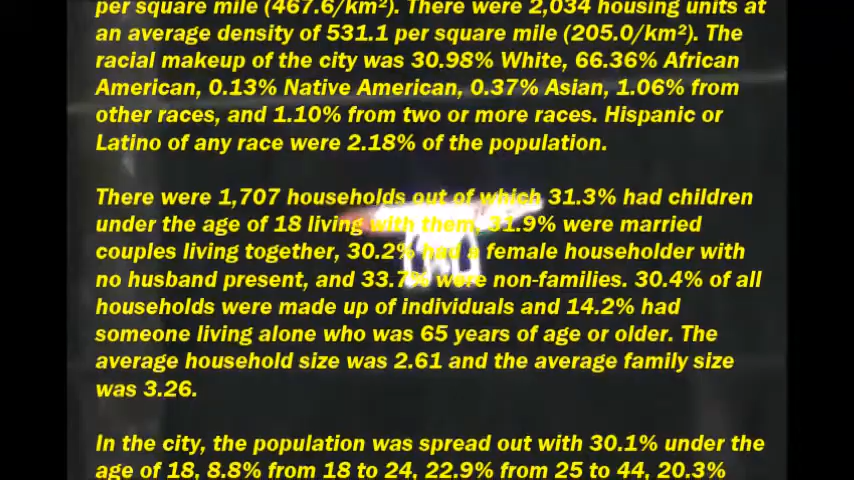 per square mile (467.6/km²). There were 2,034 housing units at
an average density of 531.1 per square mile (205.0/km²). The
racial makeup of the city was 30.98% White, 66.36% African
American, 0.13% Native American, 0.37% Asian, 1.06% from
other races, and 1.10% from two or more races. Hispanic or
Latino of any race were 2.18% of the population.
There were 1,707 households out of which 31.3% had children
under the age of 18 living with them, 31.9% were married
couples living together, 30.2% had a female householder with
no husband present, and 33.7% were non-families. 30.4% of all
households were made up of individuals and 14.2% had
someone living alone who was 65 years of age or older. The
average household size was 2.61 and the average family size
was 3.26.
In the city, the population was spread out with 30.1% under the
age of 18, 8.8% from 18 to 24, 22.9% from 25 to 44, 20.3%